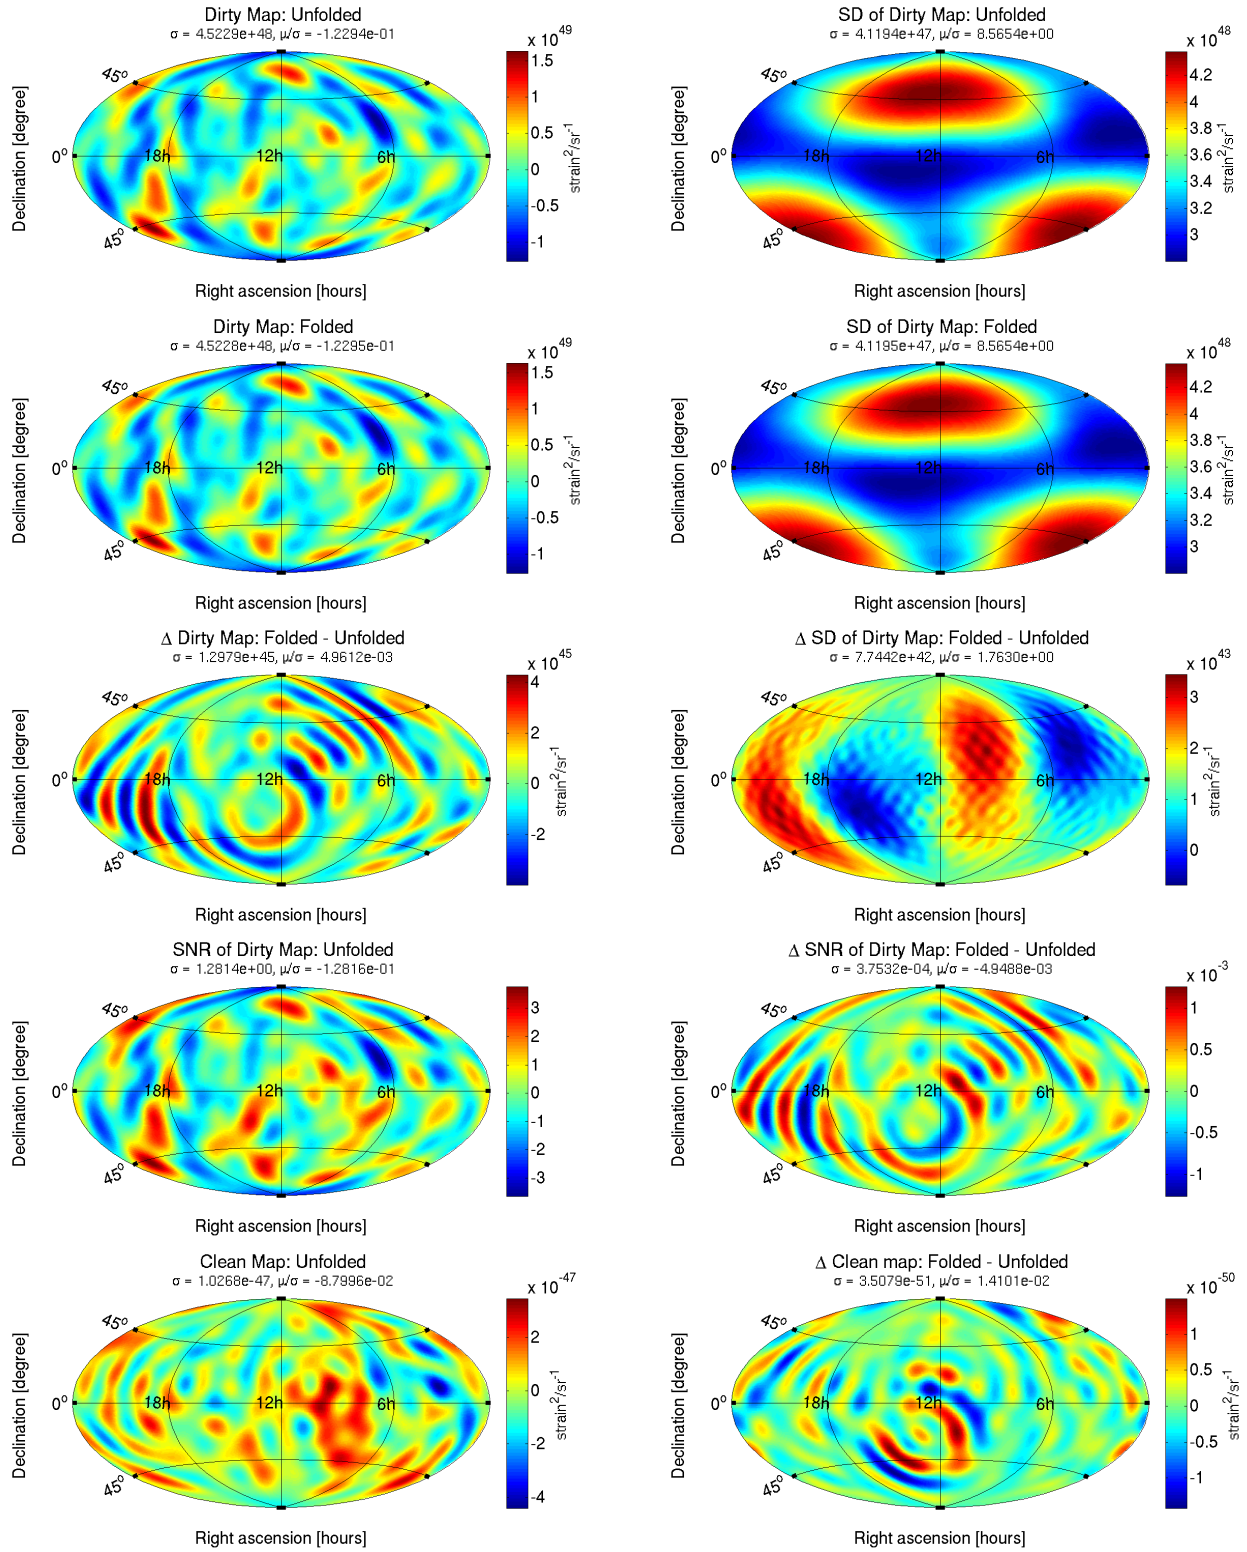 Dirty Map: Unfolded
σ = 4.5229e+48, μ/σ = -1.2294e-01
x 10^49
1.5
1
0.5
0
-0.5
-1
strain^2/sr^-1
45°
0°
45°
18h
12h
6h
Declination [degree]
Right ascension [hours]
SD of Dirty Map: Unfolded
σ = 4.1194e+47, μ/σ = 8.5654e+00
x 10^48
4.2
4
3.8
3.6
3.4
3.2
3
strain^2/sr^-1
45°
0°
45°
18h
12h
6h
Declination [degree]
Right ascension [hours]
Dirty Map: Folded
σ = 4.5228e+48, μ/σ = -1.2295e-01
x 10^49
1.5
1
0.5
0
-0.5
-1
strain^2/sr^-1
45°
0°
45°
18h
12h
6h
Declination [degree]
Right ascension [hours]
SD of Dirty Map: Folded
σ = 4.1195e+47, μ/σ = 8.5654e+00
x 10^48
4.2
4
3.8
3.6
3.4
3.2
3
strain^2/sr^-1
45°
0°
45°
18h
12h
6h
Declination [degree]
Right ascension [hours]
Δ Dirty Map: Folded - Unfolded
σ = 1.2979e+45, μ/σ = 4.9612e-03
x 10^45
4
2
0
-2
strain^2/sr^-1
45°
0°
45°
18h
12h
6h
Declination [degree]
Right ascension [hours]
Δ SD of Dirty Map: Folded - Unfolded
σ = 7.7442e+42, μ/σ = 1.7630e+00
x 10^43
3
2
1
0
strain^2/sr^-1
45°
0°
45°
18h
12h
6h
Declination [degree]
Right ascension [hours]
SNR of Dirty Map: Unfolded
σ = 1.2814e+00, μ/σ = -1.2816e-01
3
2
1
0
-1
-2
-3
45°
0°
45°
18h
12h
6h
Declination [degree]
Right ascension [hours]
Δ SNR of Dirty Map: Folded - Unfolded
σ = 3.7532e-04, μ/σ = -4.9488e-03
x 10^-3
1
0.5
0
-0.5
-1
45°
0°
45°
18h
12h
6h
Declination [degree]
Right ascension [hours]
Clean Map: Unfolded
σ = 1.0268e-47, μ/σ = -8.7996e-02
x 10^-47
2
0
-2
-4
strain^2/sr^-1
45°
0°
45°
18h
12h
6h
Declination [degree]
Right ascension [hours]
Δ Clean map: Folded - Unfolded
σ = 3.5079e-51, μ/σ = 1.4101e-02
x 10^-50
1
0.5
0
-0.5
-1
strain^2/sr^-1
45°
0°
45°
18h
12h
6h
Declination [degree]
Right ascension [hours]